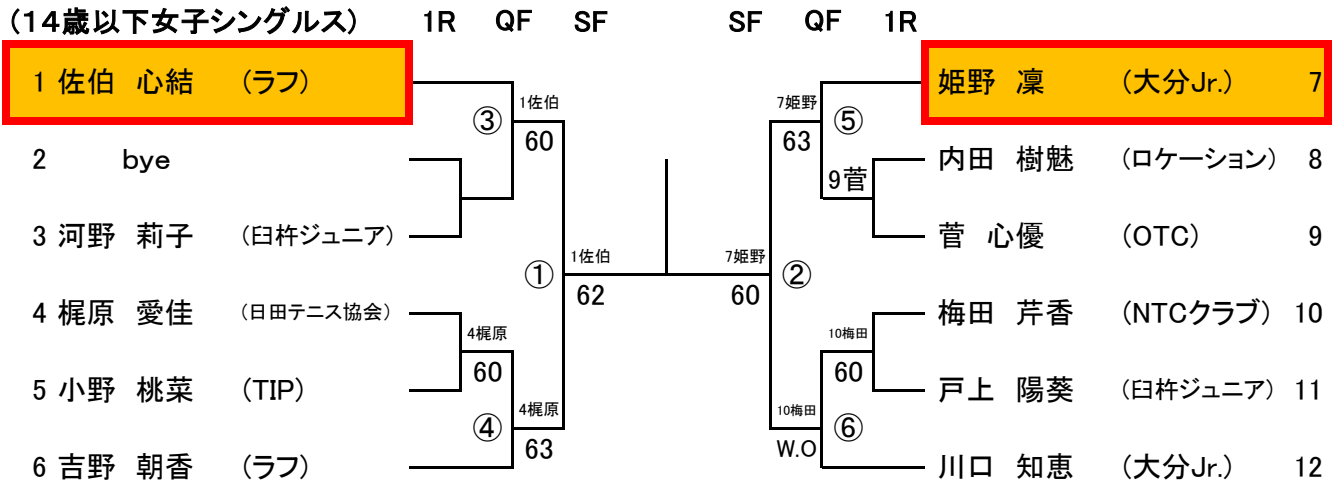 (14歳以下女子シングルス) 1R QF SF SF QF 1R
1 佐伯 心結 (ラフ) 姫野 凜 (大分Jr.) 7
1佐伯 7姫野
③ ⑤
60 63
2 bye 内田 樹魅 (ロケーション) 8
9菅
3 河野 莉子 (臼杵ジュニア) 菅 心優 (OTC) 9
1佐伯 7姫野
① ②
62 60
4 梶原 愛佳 (日田テニス協会) 梅田 芹香 (NTCクラブ) 10
4梶原 10梅田
60 60
5 小野 桃菜 (TIP) 戸上 陽葵 (臼杵ジュニア) 11
4梶原 10梅田
④ ⑥
63 W.O
6 吉野 朝香 (ラフ) 川口 知恵 (大分Jr.) 12